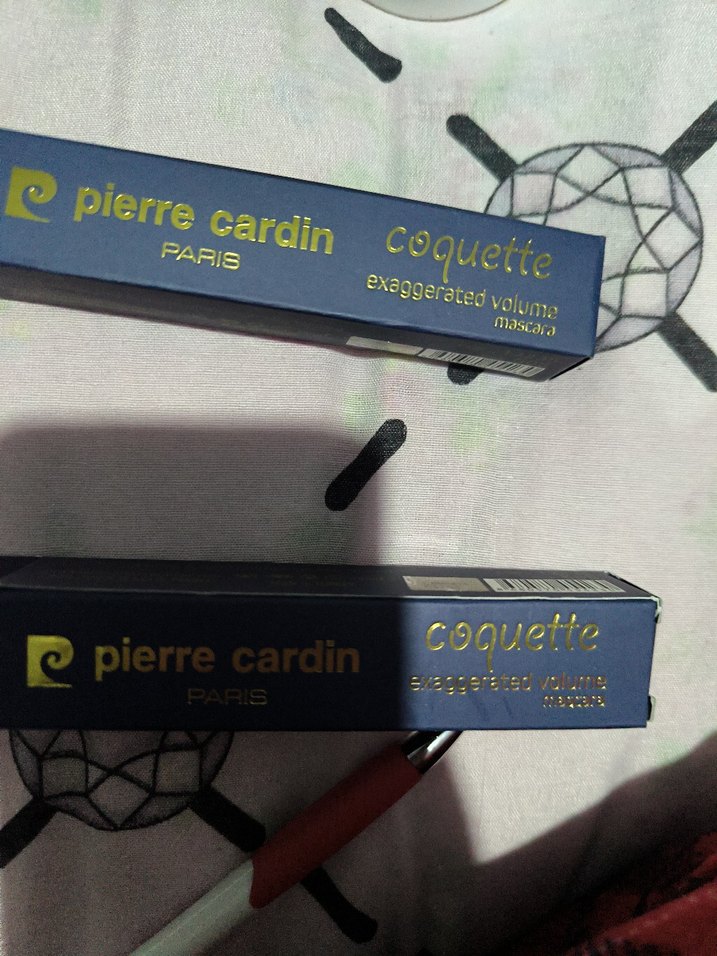 pierre cardin
PARIS
coquette
exaggerated volume
mascara
pierre cardin
PARIS
coquette
exaggerated volume
mascara